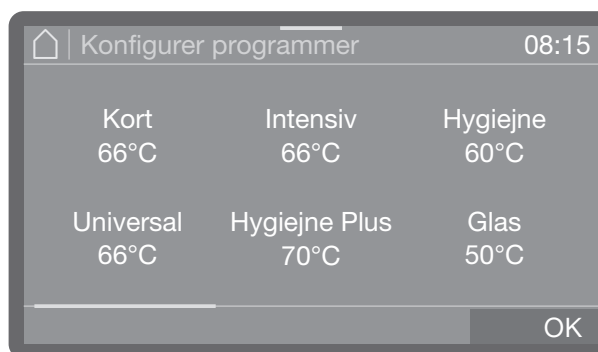 Konfigurer programmer 08:15
Kort Intensiv Hygiejne
66°C 66°C 60°C
Universal Hygiejne Plus Glas
66°C 70°C 50°C
OK